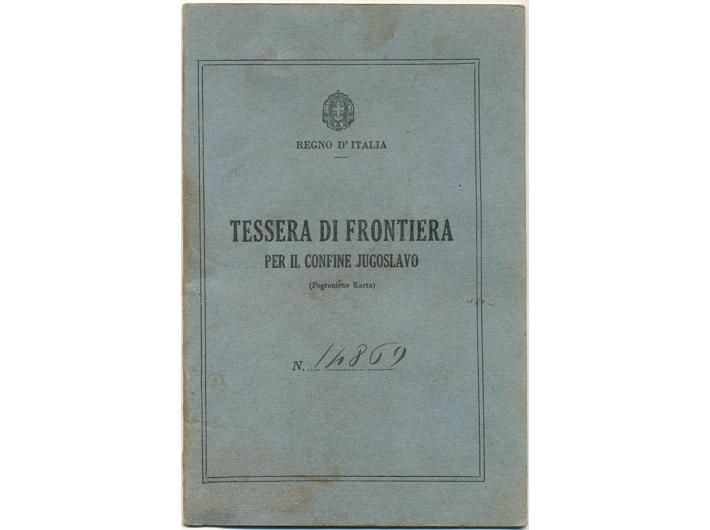 REGNO D'ITALIA
TESSERA DI FRONTIERA
PER IL CONFINE JUGOSLAVO
(Pogranična Karta)
N. 14869